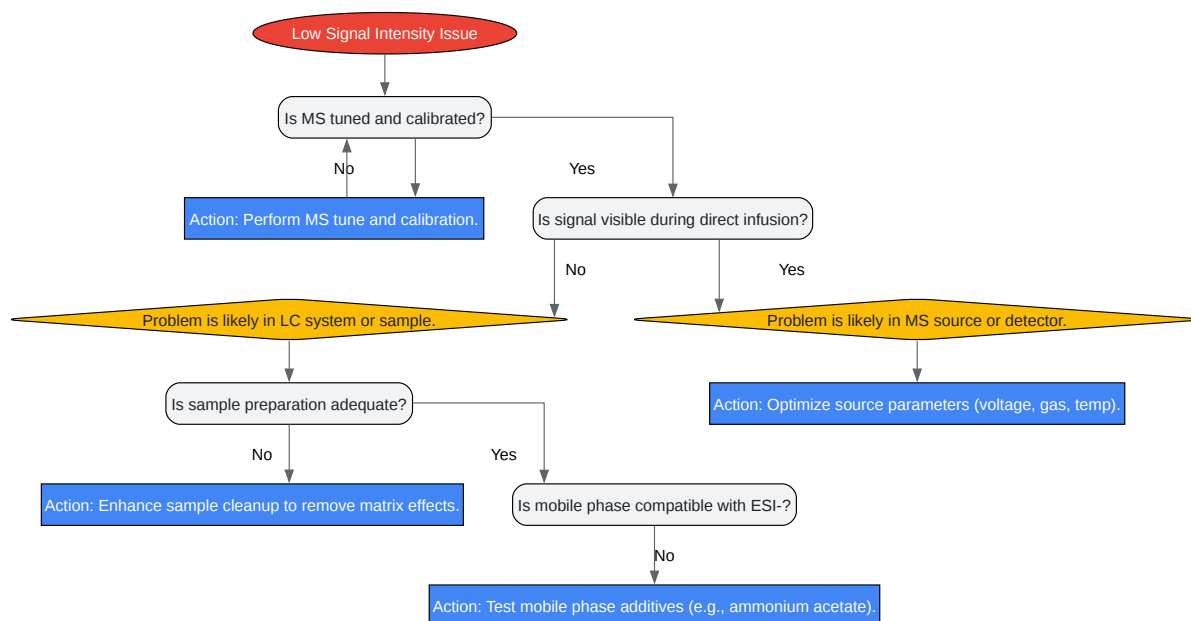 Low Signal Intensity Issue
Is MS tuned and calibrated?
No
Yes
Action: Perform MS tune and calibration.
Is signal visible during direct infusion?
No
Yes
Problem is likely in LC system or sample.
Problem is likely in MS source or detector.
Is sample preparation adequate?
Action: Optimize source parameters (voltage, gas, temp).
No
Yes
Action: Enhance sample cleanup to remove matrix effects.
Is mobile phase compatible with ESI-?
No
Action: Test mobile phase additives (e.g., ammonium acetate).